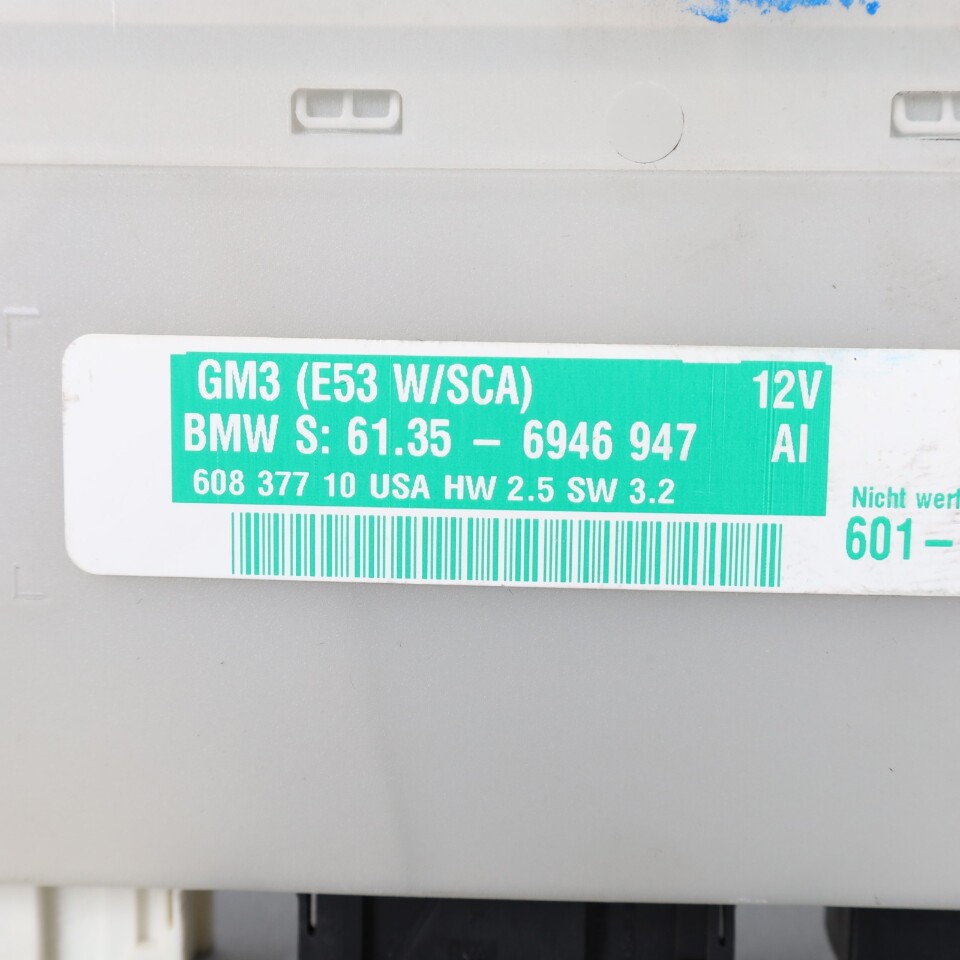 GM3 (E53 W/SCA) 12V
BMW S: 61.35 – 6946 947 AI
608 377 10 USA HW 2.5 SW 3.2
Nicht
601–